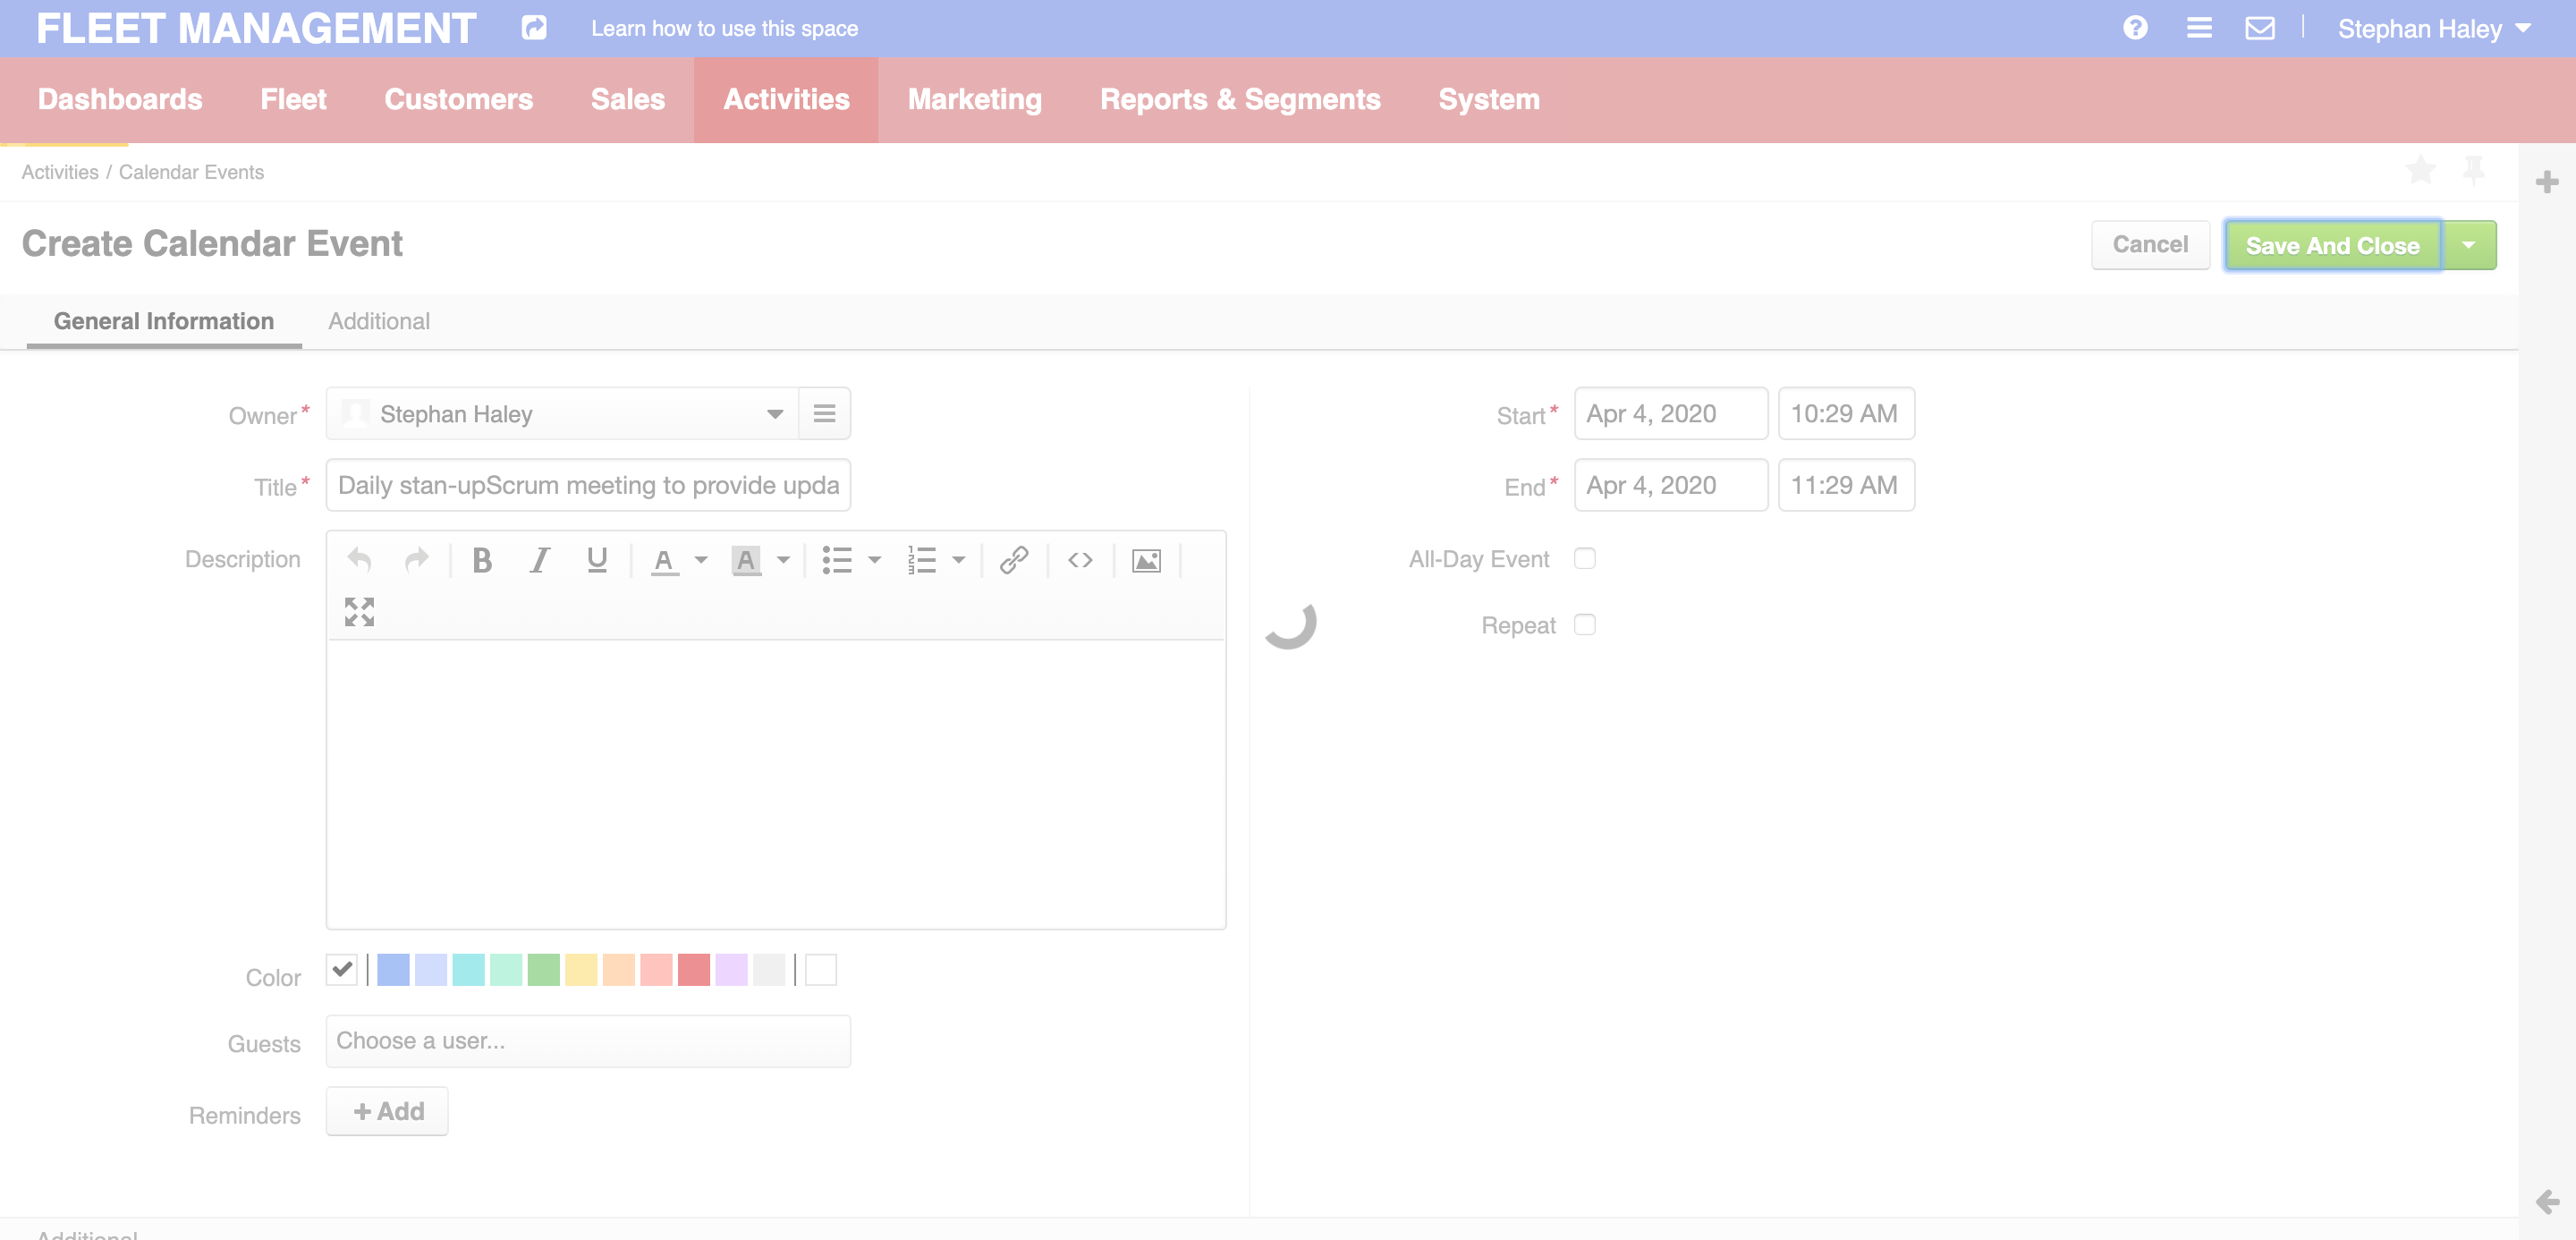 FLEET MANAGEMENT Learn how to use this space Stephan Haley
Dashboards Fleet Customers Sales Activities Marketing Reports & Segments System
Activities / Calendar Events
Create Calendar Event Cancel Save And Close
General Information Additional
Owner* Stephan Haley Start* Apr 4, 2020 10:29 AM
Title* Daily stan-upScrum meeting to provide upda End* Apr 4, 2020 11:29 AM
Description B I U A A All-Day Event
Repeat
Color
Guests Choose a user...
Reminders + Add
Additional